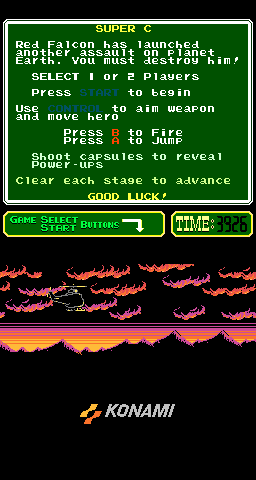 SUPER C
Red Falcon has launched
another assault on planet
Earth. You must destroy him!
SELECT 1 or 2 Players
Press START to begin
Use CONTROL to aim weapon
and move hero
Press B to Fire
Press A to Jump
Shoot capsules to reveal
Power-ups
Clear each stage to advance
GOOD LUCK!
GAME SELECT
START BUTTONS
TIME: 3926
KONAMI